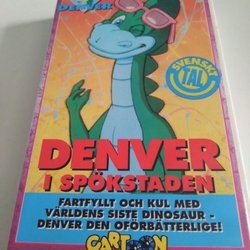 DENVER
SVENSKT
TAL
DENVER
I SPÖKSTADEN
FARTFYLLT OCH KUL MED
VÄRLDENS SISTE DINOSAUR -
DENVER DEN OFÖRBÄTTERLIGE!
CARTOON